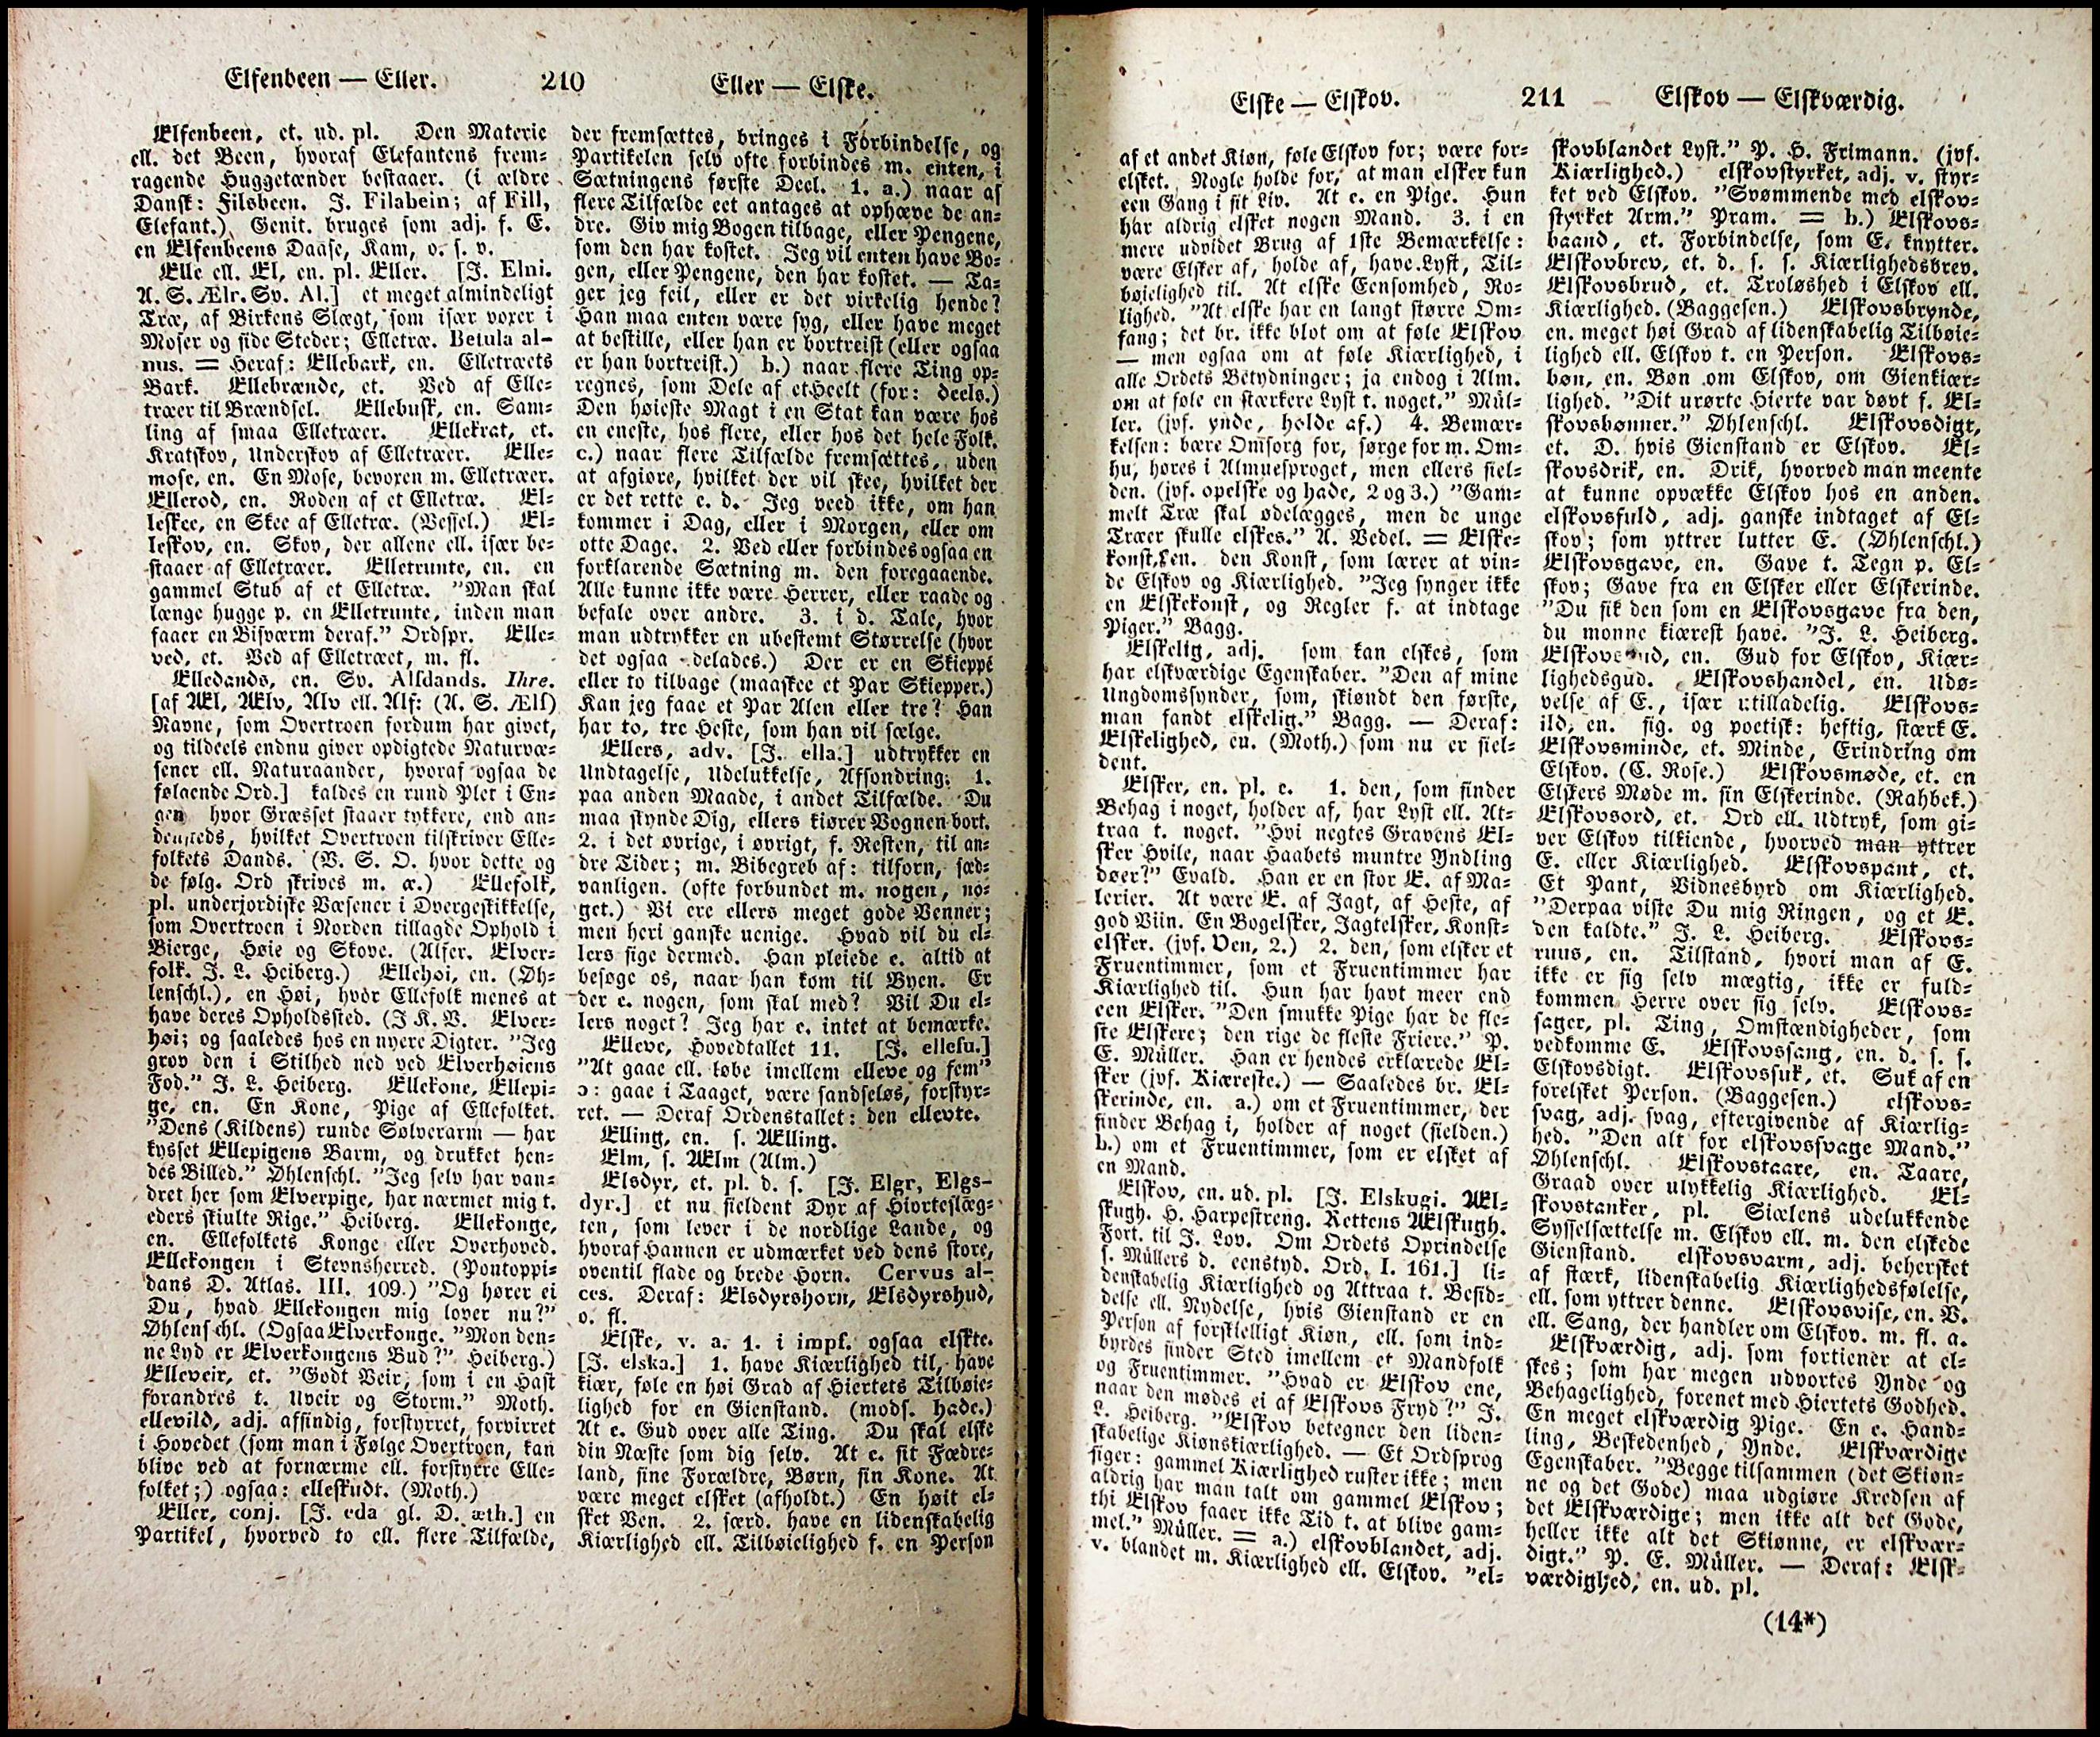 Elfenbeen — Eller.
210
Eller — Elske.
Elfenbeen, et. ud. pl. Den Materie
ell. det Been, hvoraf Elefantens frem-
ragende Huggetænder bestaaer. (i ældre
Dansk: Filsbeen. J. Filabein; af Fill,
Elefant.) Genit. bruges som adj. f. E.
en Elfenbeens Daase, Kam, o. s. v.
Elle ell. El, en. pl. Eller. [J. Elni.
A. S. Ælr. Sv. Al.] et meget almindeligt
Træ, af Birkens Slægt, som især voxer i
Moser og side Steder; Elletræ. Betula al-
nus. = Heraf: Ellebark, en. Elletræets
Bark. Ellebrænde, et. Ved af Elle-
træer til Brændsel. Ellebusk, en. Sam-
ling af smaa Elletræer. Ellekrat, et.
Kratskov, Underskov af Elletræer. Elle-
mose, en. En Mose, bevoxen m. Elletræer.
Ellerod, en. Roden af et Elletræ. El-
leskee, en Skee af Elletræ. (Vessel.) El-
leskov, en. Skov, der allene ell. især be-
staaer af Elletræer. Elletrunte, en. en
gammel Stub af et Elletræ. "Man skal
længe hugge p. en Elletrunte, inden man
faaer en Bisværm deraf." Ordspr. Elle-
ved, et. Ved af Elletræet, m. fl.
Elledands, en. Sv. Alfdands. Ihre.
[af Æl, Ælv, Alv ell. Alf: (A. S. Ælf)
Navne, som Overtroen fordum har givet,
og tildeels endnu giver opdigtede Naturvæ-
sener ell. Naturaander, hvoraf ogsaa de
følgende Ord.] kaldes en rund Plet i En-
gen hvor Græsset staaer tykkere, end an-
densteds, hvilket Overtroen tilskriver Elle-
folkets Dands. (V. S. O. hvor dette og
de følg. Ord skrives m. æ.) Ellefolk,
pl. underjordiske Væsener i Dvergeskikkelse,
som Overtroen i Norden tillagde Ophold i
Bierge, Høie og Skove. (Alfer. Elver-
folk. J. L. Heiberg.) Ellehøi, en. (Øh-
lenschl.), en Høi, hvor Ellefolk menes at
have deres Opholdssted. (J K. V. Elver-
høi; og saaledes hos en nyere Digter. "Jeg
grov den i Stilhed ned ved Elverhøiens
Fod." J. L. Heiberg. Ellekone, Ellepi-
ge, en. En Kone, Pige af Ellefolket.
"Dens (Kildens) runde Sølverarm — har
kysset Ellepigens Barm, og drukket hen-
des Billed." Øhlenschl. "Jeg selv har van-
dret her som Elverpige, har nærmet mig t.
eders skiulte Rige." Heiberg. Ellekonge,
en. Ellefolkets Konge eller Overhoved.
Ellekongen i Stevnsherred. (Pontoppi-
dans D. Atlas. III. 109.) "Og hører ei
Du, hvad Ellekongen mig lover nu?"
Øhlenschl. (Ogsaa Elverkonge. "Mon den-
ne Lyd er Elverkongens Bud?" Heiberg.)
Elleveir, et. "Godt Veir; som i en Hast
forandres t. Uveir og Storm." Moth.
ellevild, adj. affindig, forstyrret, forvirret
i Hovedet (som man i Følge Overtroen, kan
blive ved at fornærme ell. forstyrre Elle-
folket;) ogsaa: elleskudt. (Moth.)
Eller, conj. [J. eda gl. D. æth.] en
Partikel, hvorved to ell. flere Tilfælde,
der fremsættes, bringes i Forbindelse, og
Partikelen selv ofte forbindes m. enten, i
Sætningens første Deel. 1. a.) naar af
flere Tilfælde eet antages at ophæve de an-
dre. Giv mig Bogen tilbage, eller Pengene,
som den har kostet. Jeg vil enten have Bo-
gen, eller Pengene, den har kostet. — Ta-
ger jeg feil, eller er det virkelig hende?
Han maa enten være syg, eller have meget
at bestille, eller han er bortreist (eller ogsaa
er han bortreist.) b.) naar flere Ting op-
regnes, som Dele af et Heelt (for: deels.)
Den høieste Magt i en Stat kan være hos
en eneste, hos flere, eller hos det hele Folk.
c.) naar flere Tilfælde fremsættes, uden
at afgiøre, hvilket der vil skee, hvilket der
er det rette e. d. Jeg veed ikke, om han
kommer i Dag, eller i Morgen, eller om
otte Dage. 2. Ved eller forbindes ogsaa en
forklarende Sætning m. den foregaaende.
Alle kunne ikke være Herrer, eller raade og
befale over andre. 3. i d. Tale, hvor
man udtrykker en ubestemt Størrelse (hvor
det ogsaa delades.) Der er en Skieppe
eller to tilbage (maaskee et Par Skiepper.)
Kan jeg faae et Par Alen eller tre? Han
har to, tre Heste, som han vil sælge.
Ellers, adv. [J. ella.] udtrykker en
Undtagelse, Udelukkelse, Afsondring: 1.
paa anden Maade, i andet Tilfælde. Du
maa skynde Dig, ellers kiører Vognen bort.
2. i det øvrige, i øvrigt, f. Resten, til an-
dre Tider; m. Bibegreb af: tilforn, sæd-
vanligen. (ofte forbundet m. nogen, no-
get.) Vi ere ellers meget gode Venner;
men heri ganske uenige. Hvad vil du el-
lers sige dermed. Han pleiede e. altid at
besøge os, naar han kom til Byen. Er
der e. nogen, som skal med? Vil Du el-
lers noget? Jeg har e. intet at bemærke.
Elleve, Hovedtallet 11. [J. ellefu.]
"At gaae ell. løbe imellem elleve og fem"
ɔ: gaae i Taaget, være sandseløs, forstyr-
ret. — Deraf Ordenstallet: den ellevte.
Elling, en. s. Ælling.
Elm, s. Ælm (Alm.)
Elsdyr, et. pl. d. s. [J. Elgr, Elgs-
dyr.] et nu sieldent Dyr af Hiorteslæg-
ten, som lever i de nordlige Lande, og
hvoraf Hannen er udmærket ved dens store,
oventil flade og brede Horn. Cervus al-
ces. Deraf: Elsdyrshorn, Elsdyrshud,
o. fl.
Elske, v. a. 1. i impf. ogsaa elskte.
[J. elska.] 1. have Kiærlighed til, have
kiær, føle en høi Grad af Hiertets Tilbøie-
lighed for en Gienstand. (mods. hade.)
At e. Gud over alle Ting. Du skal elske
din Næste som dig selv. At e. sit Fædre-
land, sine Forældre, Børn, sin Kone. At
være meget elsket (afholdt.) En høit el-
sket Ven. 2. særd. have en lidenskabelig
Kiærlighed ell. Tilbøielighed f. en Person
Elske — Elskov.
211
Elskov — Elskværdig.
af et andet Kiøn, føle Elskov for; være for-
elsket. Nogle holde for, at man elsker kun
een Gang i sit Liv. At e. en Pige. Hun
har aldrig elsket nogen Mand. 3. i en
mere udvidet Brug af 1ste Bemærkelse:
være Elsker af, holde af, have Lyst, Til-
bøielighed til. At elske Eensomhed, Ro-
lighed. "At elske har en langt større Om-
fang; det br. ikke blot om at føle Elskov
— men ogsaa om at føle Kiærlighed, i
alle Ordets Betydninger; ja endog i Alm.
om at føle en stærkere Lyst t. noget." Mül-
ler. (jvf. ynde, holde af.) 4. Bemær-
kelsen: bære Omsorg for, sørge for m. Om-
hu, høres i Almuesproget, men ellers siel-
den. (jvf. opelske og hade, 2 og 3.) "Gam-
melt Træ skal ødelægges, men de unge
Træer skulle elskes." A. Vedel. = Elske-
konst, en. den Konst, som lærer at vin-
de Elskov og Kiærlighed. "Jeg synger ikke
en Elskekonst, og Regler f. at indtage
Piger." Bagg.
Elskelig, adj. som kan elskes, som
har elskværdige Egenskaber. "Den af mine
Ungdomssynder, som, skiøndt den første,
man fandt elskelig." Bagg. — Deraf:
Elskelighed, en. (Moth.) som nu er siel-
dent.
Elsker, en. pl. e. 1. den, som finder
Behag i noget, holder af, har Lyst ell. At-
traa t. noget. "Hvi negtes Gravens El-
sker Hvile, naar Haabets muntre Yndling
døer?" Evald. Han er en stor E. af Ma-
lerier. At være E. af Jagt, af Heste, af
god Viin. En Bogelsker, Jagtelsker, Konst-
elsker. (jvf. Ven, 2.) 2. den, som elsker et
Fruentimmer, som et Fruentimmer har
Kiærlighed til. Hun har havt meer end
een Elsker. "Den smukke Pige har de fle-
ste Elskere; den rige de fleste Friere." P.
E. Müller. Han er hendes erklærede El-
sker (jvf. Kiæreste.) — Saaledes br. El-
skerinde, en. a.) om et Fruentimmer, der
finder Behag i, holder af noget (sielden.)
b.) om et Fruentimmer, som er elsket af
en Mand.
Elskov, en. ud. pl. [J. Elskugi. Æl-
skugh. H. Harpestreng. Rettens Ælskugh.
Fort. til J. Lov. Om Ordets Oprindelse
s. Müllers d. eenstyd. Ord. I. 161.] li-
denskabelig Kiærlighed og Attraa t. Besid-
delse ell. Nydelse, hvis Gienstand er en
Person af forskielligt Kiøn, ell. som ind-
byrdes finder Sted imellem et Mandfolk
og Fruentimmer. "Hvad er Elskov ene,
naar den mødes ei af Elskovs Fryd?" J.
L. Heiberg. "Elskov betegner den liden-
skabelige Kiønskiærlighed. — Et Ordsprog
siger: gammel Kiærlighed ruster ikke; men
aldrig har man talt om gammel Elskov;
thi Elskov faaer ikke Tid t. at blive gam-
mel." Müller. = a.) elskovblandet, adj.
v. blandet m. Kiærlighed ell. Elskov. "el-
skovblandet Lyst." P. H. Frimann. (jvf.
Kiærlighed.) elskovstyrket, adj. v. styr-
ket ved Elskov. "Svømmende med elskov-
styrket Arm." Pram. = b.) Elskovs-
baand, et. Forbindelse, som E. knytter.
Elskovbrev, et. d. s. s. Kiærlighedsbrev.
Elskovsbrud, et. Troløshed i Elskov ell.
Kiærlighed. (Baggesen.) Elskovsbrynde,
en. meget høi Grad af lidenskabelig Tilbøie-
lighed ell. Elskov t. en Person. Elskovs-
bøn, en. Bøn om Elskov, om Gienkiær-
lighed. "Dit urørte Hierte var døvt f. El-
skovsbønner." Øhlenschl. Elskovsdigt,
et. D. hvis Gienstand er Elskov. El-
skovsdrik, en. Drik, hvorved man meente
at kunne opvække Elskov hos en anden.
elskovsfuld, adj. ganske indtaget af El-
skov; som yttrer lutter E. (Øhlenschl.)
Elskovsgave, en. Gave t. Tegn p. El-
skov; Gave fra en Elsker eller Elskerinde.
"Du fik den som en Elskovsgave fra den,
du monne kiærest have. "J. L. Heiberg.
Elskovsgud, en. Gud for Elskov, Kiær-
lighedsgud. Elskovshandel, en. Udø-
velse af E., især utilladelig. Elskovs-
ild, en. fig. og poetisk: heftig, stærk E.
Elskovsminde, et. Minde, Erindring om
Elskov. (C. Rose.) Elskovsmøde, et. en
Elskers Møde m. sin Elskerinde. (Rahbek.)
Elskovsord, et. Ord ell. Udtryk, som gi-
ver Elskov tilkiende, hvorved man yttrer
E. eller Kiærlighed. Elskovspant, et.
Et Pant, Vidnesbyrd om Kiærlighed.
"Derpaa viste Du mig Ringen, og et E.
den kaldte." J. L. Heiberg. Elskovs-
ruus, en. Tilstand, hvori man af E.
ikke er sig selv mægtig, ikke er fuld-
kommen Herre over sig selv. Elskovs-
sager, pl. Ting, Omstændigheder, som
vedkomme E. Elskovssang, en. d. s. s.
Elskovsdigt. Elskovssuk, et. Suk af en
forelsket Person. (Baggesen.) elskovs-
svag, adj. svag, eftergivende af Kiærlig-
hed. "Den alt for elskovssvage Mand."
Øhlenschl. Elskovstaare, en. Taare,
Graad over ulykkelig Kiærlighed. El-
skovstanker, pl. Siælens udelukkende
Sysselsættelse m. Elskov ell. m. den elskede
Gienstand. elskovsvarm, adj. behersket
af stærk, lidenskabelig Kiærlighedsfølelse,
ell. som yttrer denne. Elskovsvise, en. V.
ell. Sang, der handler om Elskov. m. fl. a.
Elskværdig, adj. som fortiener at el-
skes; som har megen udvortes Ynde og
Behagelighed, forenet med Hiertets Godhed.
En meget elskværdig Pige. En e. Hand-
ling, Beskedenhed, Ynde. Elskværdige
Egenskaber. "Begge tilsammen (det Skiøn-
ne og det Gode) maa udgiøre Kredsen af
det Elskværdige; men ikke alt det Gode,
heller ikke alt det Skiønne, er elskvær-
digt." P. E. Müller. — Deraf: Elsk-
værdighed, en. ud. pl.
(14*)